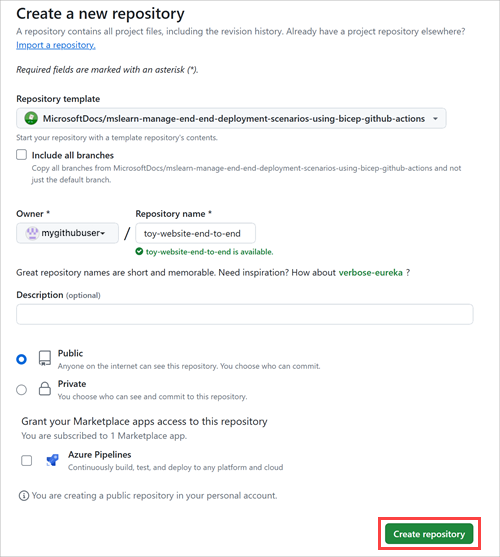 Create a new repository
A repository contains all project files, including the revision history. Already have a project repository elsewhere?
Import a repository.
Required fields are marked with an asterisk (*).
Repository template
MicrosoftDocs/mslearn-manage-end-end-deployment-scenarios-using-bicep-github-actions
Start your repository with a template repository's contents.
Include all branches
Copy all branches from MicrosoftDocs/mslearn-manage-end-end-deployment-scenarios-using-bicep-github-actions and not
just the default branch.
Owner * Repository name *
mygithubuser / toy-website-end-to-end
toy-website-end-to-end is available.
Great repository names are short and memorable. Need inspiration? How about verbose-eureka ?
Description (optional)
Public
Anyone on the internet can see this repository. You choose who can commit.
Private
You choose who can see and commit to this repository.
Grant your Marketplace apps access to this repository
You are subscribed to 1 Marketplace app.
Azure Pipelines
Continuously build, test, and deploy to any platform and cloud
You are creating a public repository in your personal account.
Create repository